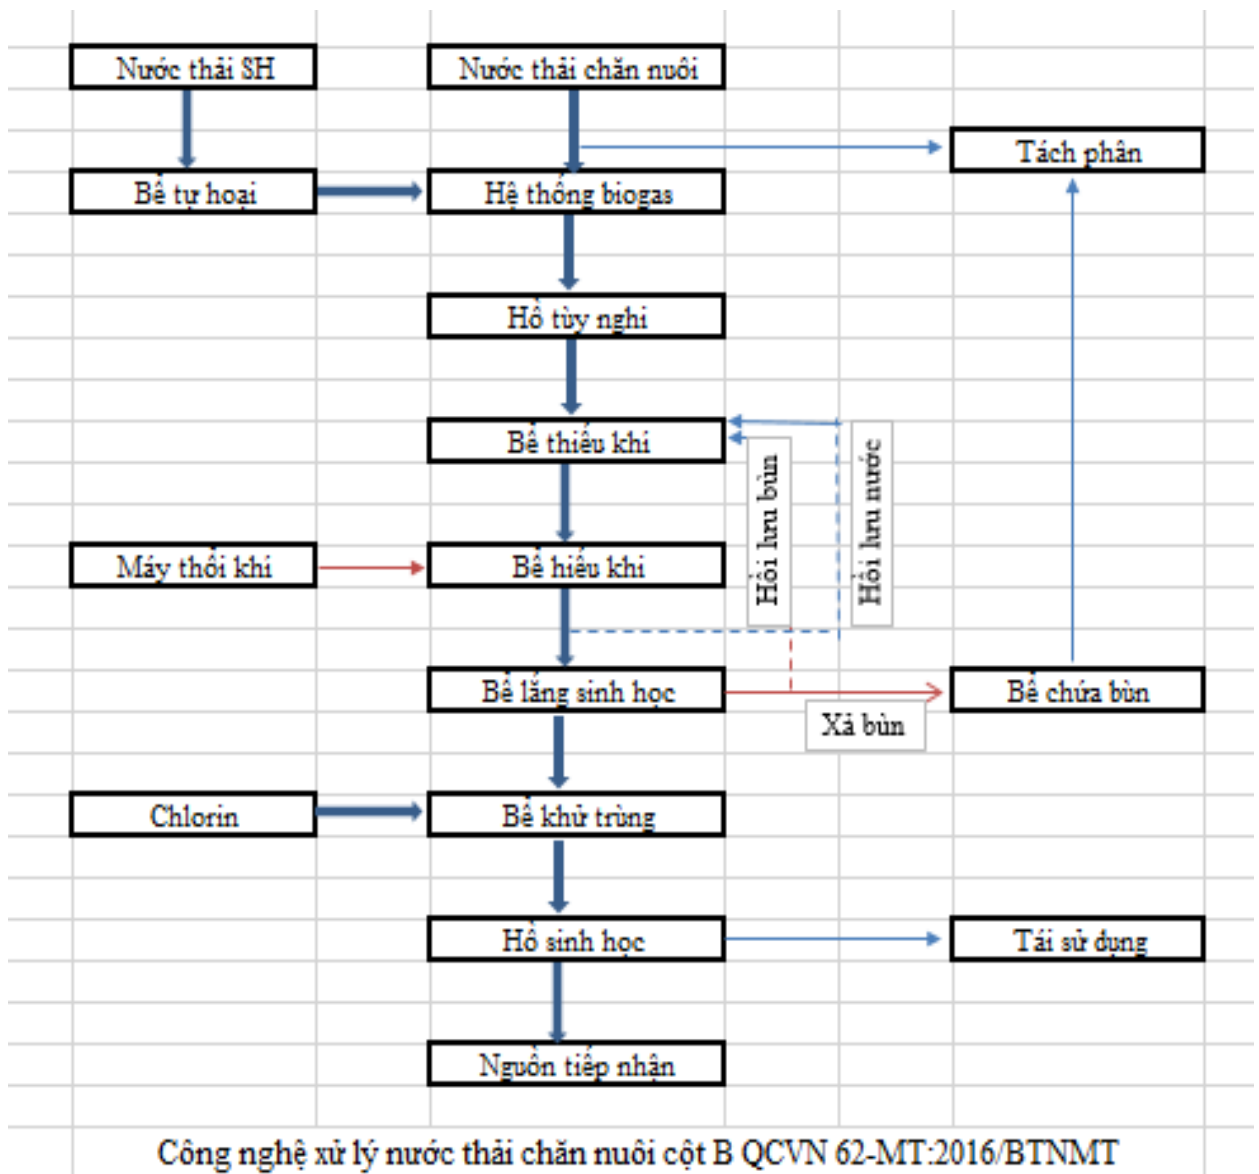 Nước thải SH
Nước thải chăn nuôi
Tách phân
Bể tự hoại
Hệ thống biogas
Hồ tùy nghi
Bể thiếu khí
Hồi lưu bùn
Hồi lưu nước
Máy thổi khí
Bể hiếu khí
Bể lắng sinh học
Bể chứa bùn
Xả bùn
Chlorin
Bể khử trùng
Hồ sinh học
Tái sử dụng
Nguồn tiếp nhận
Công nghệ xử lý nước thải chăn nuôi cột B QCVN 62-MT:2016/BTNMT